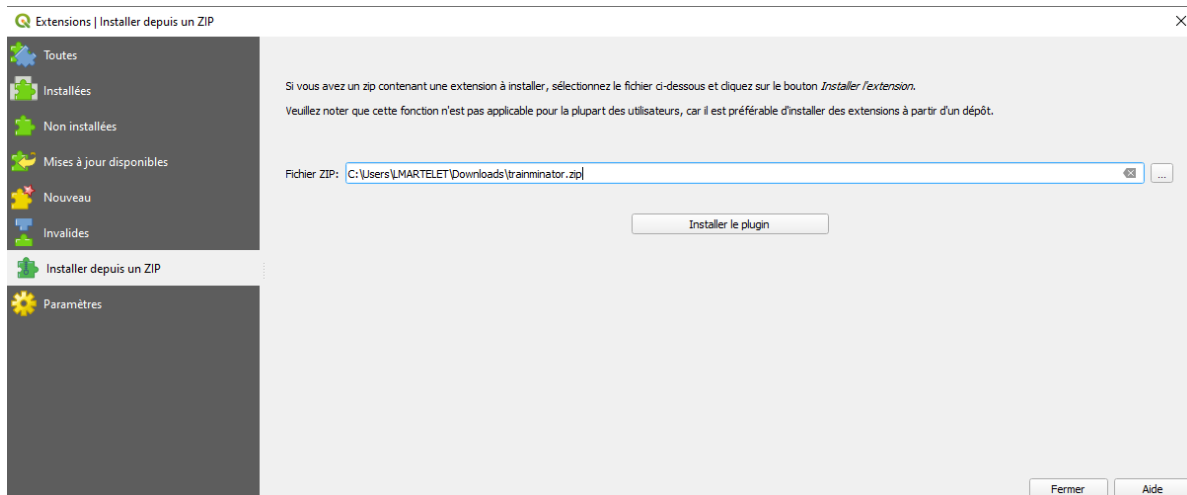 Extensions | Installer depuis un ZIP
Toutes
Installées
Non installées
Mises à jour disponibles
Nouveau
Invalides
Installer depuis un ZIP
Paramètres
Si vous avez un zip contenant une extension à installer, sélectionnez le fichier ci-dessous et cliquez sur le bouton Installer l'extension.
Veuillez noter que cette fonction n'est pas applicable pour la plupart des utilisateurs, car il est préférable d'installer des extensions à partir d'un dépôt.
Fichier ZIP: C:\Users\LMARTELET\Downloads\trainminator.zip ...
Installer le plugin
Fermer Aide